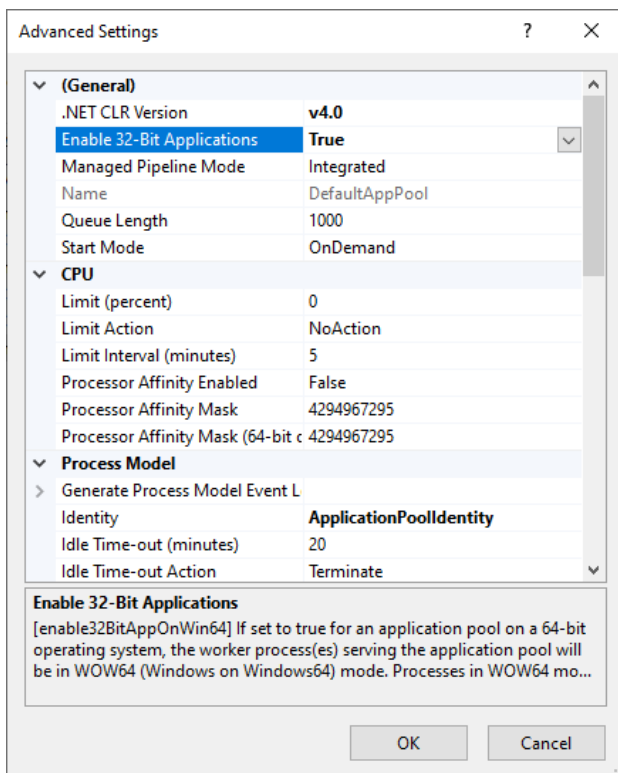 Advanced Settings ?
(General)
.NET CLR Version v4.0
Enable 32-Bit Applications True
Managed Pipeline Mode Integrated
Name DefaultAppPool
Queue Length 1000
Start Mode OnDemand
CPU
Limit (percent) 0
Limit Action NoAction
Limit Interval (minutes) 5
Processor Affinity Enabled False
Processor Affinity Mask 4294967295
Processor Affinity Mask (64-bit c 4294967295
Process Model
Generate Process Model Event L
Identity ApplicationPoolIdentity
Idle Time-out (minutes) 20
Idle Time-out Action Terminate
Enable 32-Bit Applications
[enable32BitAppOnWin64] If set to true for an application pool on a 64-bit
operating system, the worker process(es) serving the application pool will
be in WOW64 (Windows on Windows64) mode. Processes in WOW64 mo...
OK Cancel